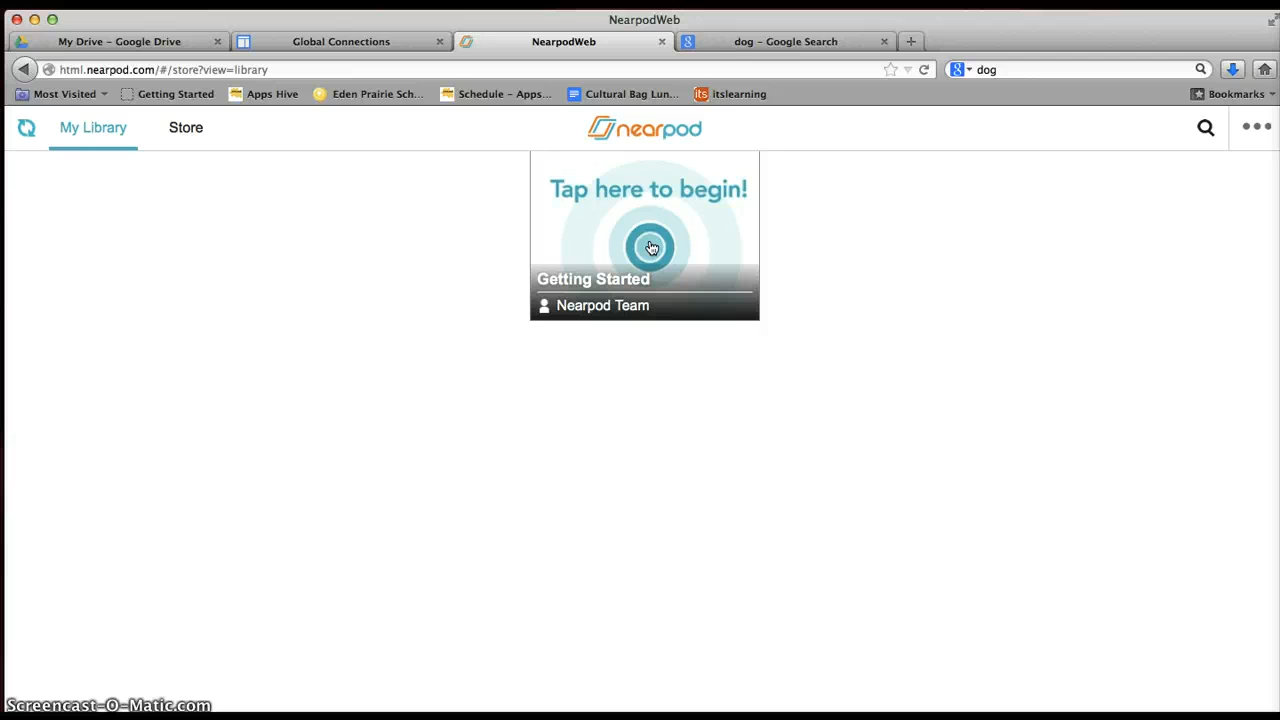 NearpodWeb
My Drive – Google Drive
Global Connections
NearpodWeb
dog – Google Search
html.nearpod.com/#/store?view=library
dog
Most Visited
Getting Started
Apps Hive
Eden Prairie Sch...
Schedule – Apps...
Cultural Bag Lun...
its itslearning
Bookmarks
My Library
Store
nearpod
Tap here to begin!
Getting Started
Nearpod Team
Screencast-O-Matic.com